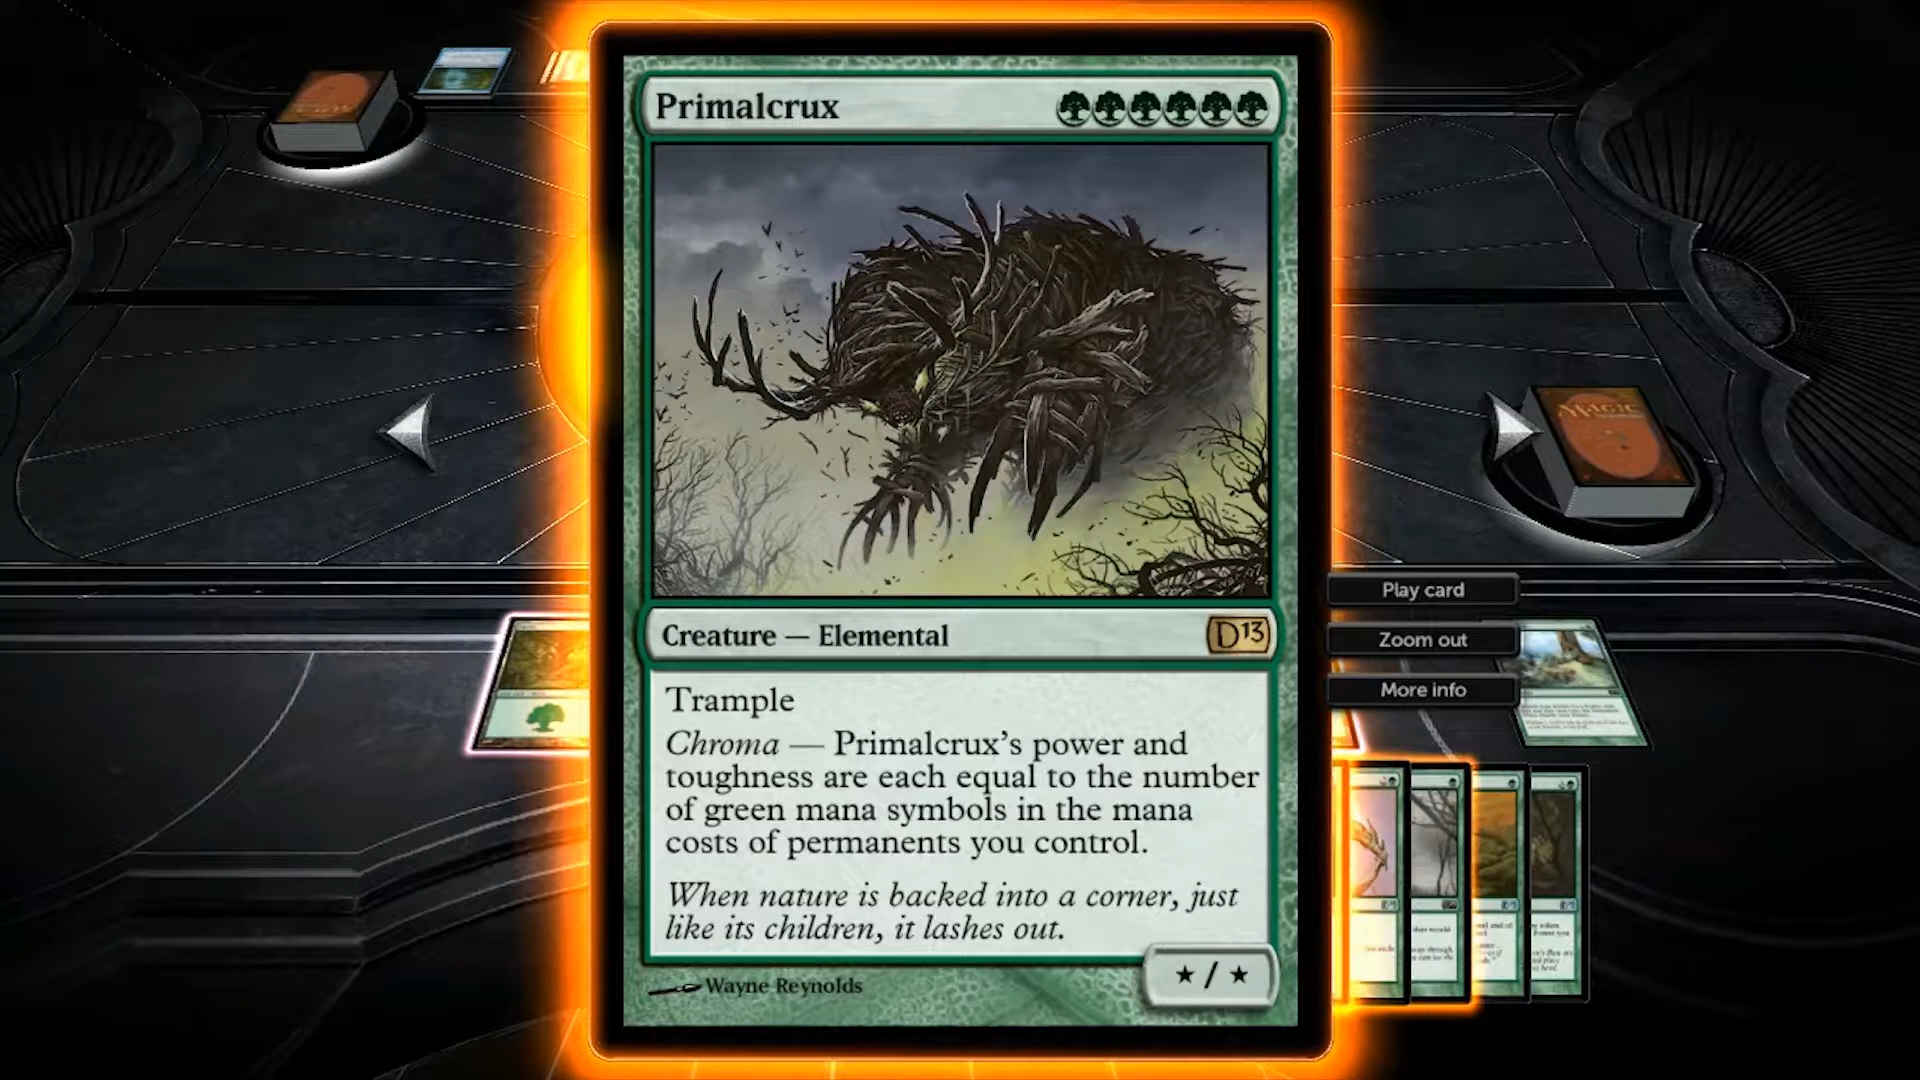 Primalcrux
Creature — Elemental
D13
Trample
Chroma — Primalcrux's power and
toughness are each equal to the number
of green mana symbols in the mana
costs of permanents you control.
When nature is backed into a corner, just
like its children, it lashes out.
Wayne Reynolds
★ / ★
Play card
Zoom out
More info
MAGIC